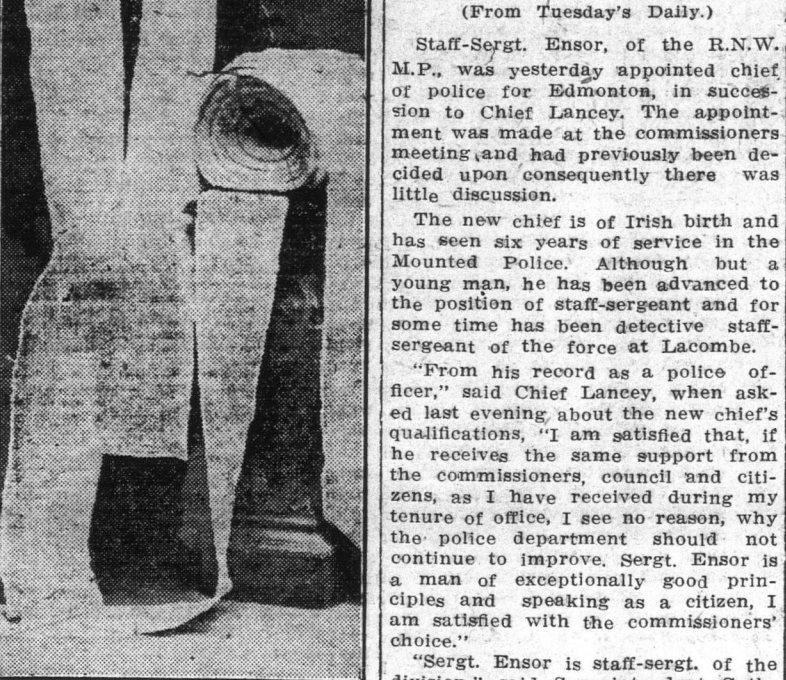 (From Tuesday's Daily.)
Staff-Sergt. Ensor, of the R.N.W.
M.P., was yesterday appointed chief
of police for Edmonton, in succes-
sion to Chief Lancey. The appoint-
ment was made at the commissioners
meeting and had previously been de-
cided upon consequently there was
little discussion.
The new chief is of Irish birth and
has seen six years of service in the
Mounted Police. Although but a
young man, he has been advanced to
the position of staff-sergeant and for
some time has been detective staff-
sergeant of the force at Lacombe.
"From his record as a police of-
ficer," said Chief Lancey, when ask-
ed last evening about the new chief's
qualifications, "I am satisfied that, if
he receives the same support from
the commissioners, council and citi-
zens, as I have received during my
tenure of office, I see no reason, why
the police department should not
continue to improve. Sergt. Ensor is
a man of exceptionally good prin-
ciples and speaking as a citizen, I
am satisfied with the commissioners'
choice."
"Sergt. Ensor is staff-sergt. of the